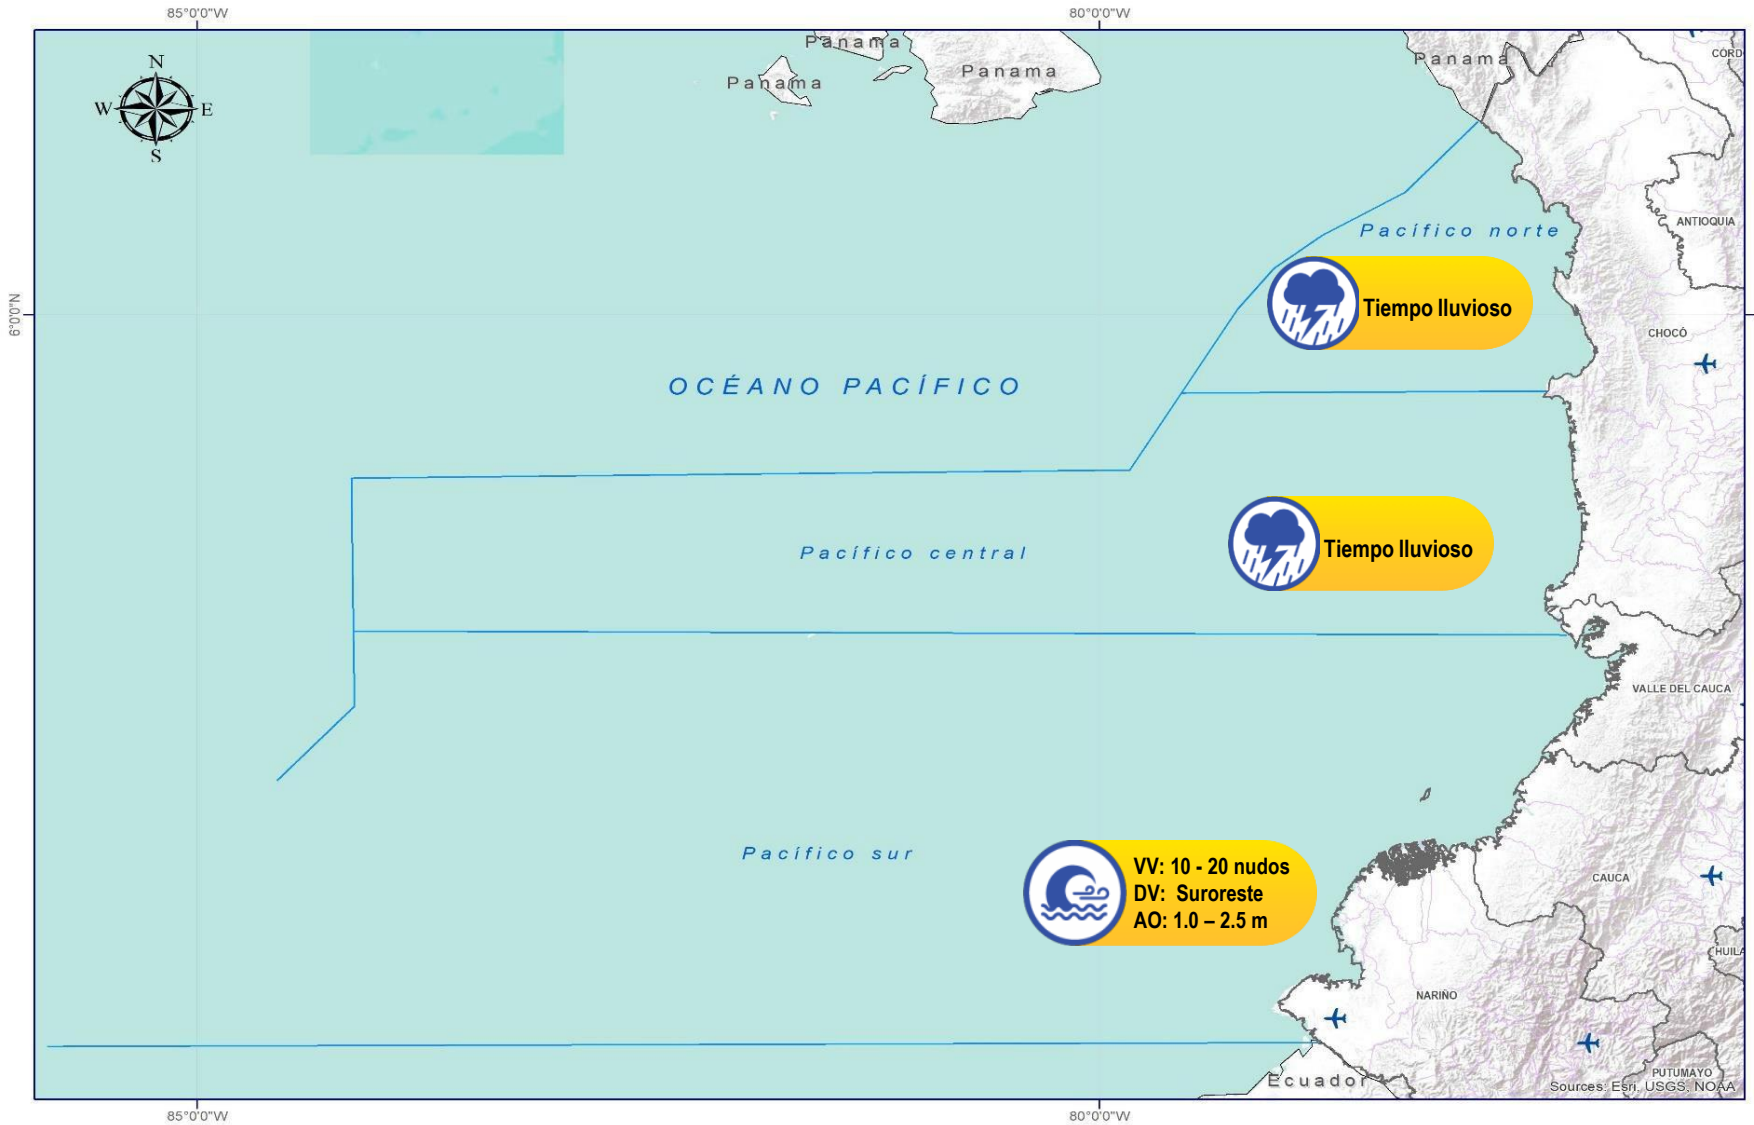 85°0'0"W
80°0'0"W
N
W
E
S
Panama
Panama
Panama
Panama
CORD
ANTIOQUIA
Pacífico norte
6°0'0"N
Tiempo lluvioso
CHOCÓ
OCÉANO PACÍFICO
Pacífico central
Tiempo lluvioso
VALLE DEL CAUCA
Pacífico sur
VV: 10 - 20 nudos
DV: Suroreste
AO: 1.0 – 2.5 m
CAUCA
HUILA
NARIÑO
PUTUMAYO
Ecuador
Sources: Esri, USGS, NOAA
85°0'0"W
80°0'0"W